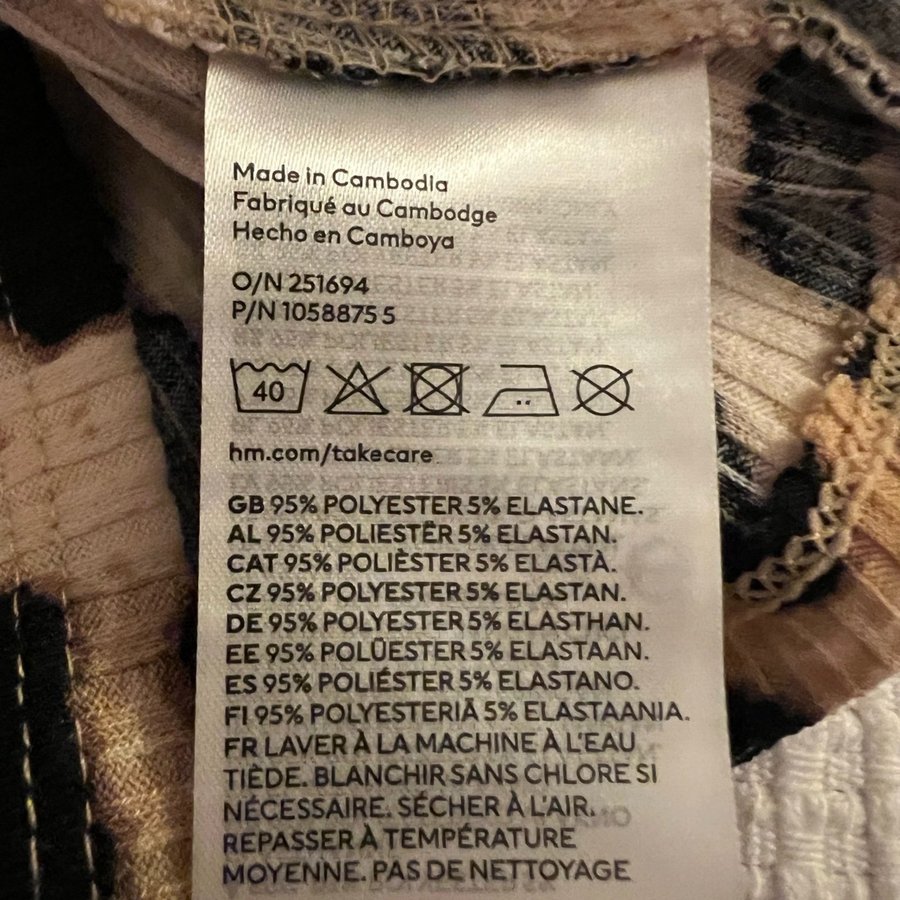 Made in Cambodia
Fabriqué au Cambodge
Hecho en Camboya
O/N 251694
P/N 1058875 5
40
hm.com/takecare
GB 95% POLYESTER 5% ELASTANE.
AL 95% POLIESTËR 5% ELASTAN.
CAT 95% POLIÈSTER 5% ELASTÀ.
CZ 95% POLYESTER 5% ELASTAN.
DE 95% POLYESTER 5% ELASTHAN.
EE 95% POLÜESTER 5% ELASTAAN.
ES 95% POLIÉSTER 5% ELASTANO.
FI 95% POLYESTERIÄ 5% ELASTAANIA.
FR LAVER À LA MACHINE À L'EAU
TIÈDE. BLANCHIR SANS CHLORE SI
NÉCESSAIRE. SÉCHER À L'AIR.
REPASSER À TEMPÉRATURE
MOYENNE. PAS DE NETTOYAGE